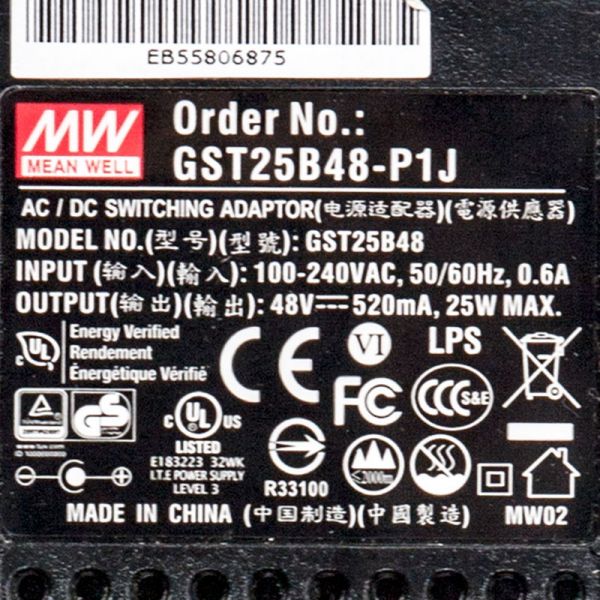 EB55806875
MW
MEAN WELL
Order No.:
GST25B48-P1J
AC / DC SWITCHING ADAPTOR(电源适配器)(電源供應器)
MODEL NO.(型号)(型號): GST25B48
INPUT (输入)(輸入): 100-240VAC, 50/60Hz, 0.6A
OUTPUT(输出)(輸出): 48V⎓520mA, 25W MAX.
c UL
Energy Verified
Rendement
Énergétique Vérifié
CE
VI
LPS
FC
CCC S&E
TÜV
GS
c UL us
LISTED
E183223 32WK
I.T.E POWER SUPPLY
LEVEL 3
R33100
≤2000m
MADE IN CHINA (中国制造)(中國製造)
MW02